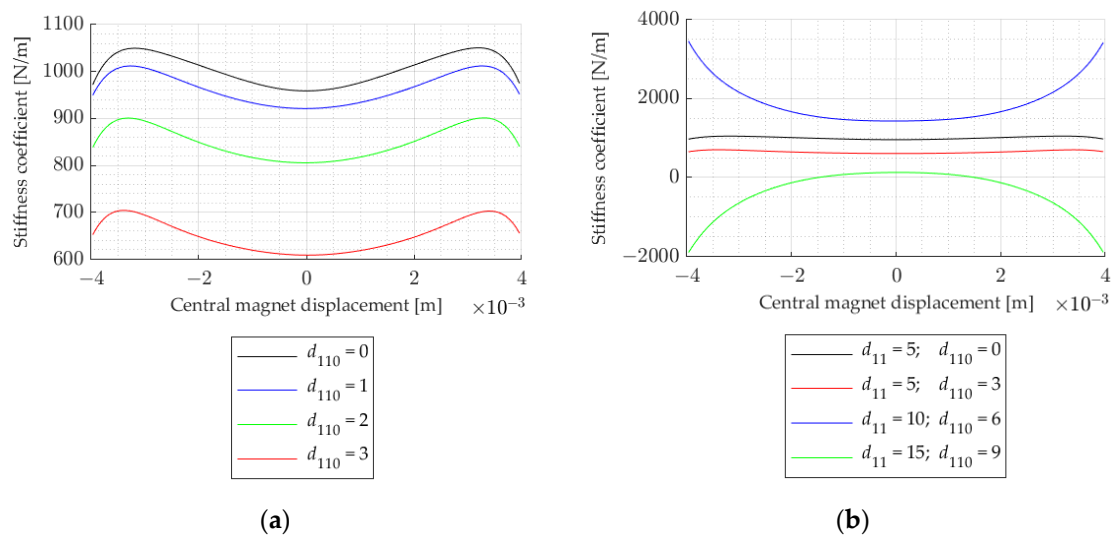 1100
1000
900
800
700
600
Stiffness coefficient [N/m]
−4
−2
0
2
4
Central magnet displacement [m]
×10⁻³
d₁₁₀ = 0
d₁₁₀ = 1
d₁₁₀ = 2
d₁₁₀ = 3
(a)
4000
2000
0
−2000
Stiffness coefficient [N/m]
−4
−2
0
2
4
Central magnet displacement [m]
×10⁻³
d₁₁ = 5; d₁₁₀ = 0
d₁₁ = 5; d₁₁₀ = 3
d₁₁ = 10; d₁₁₀ = 6
d₁₁ = 15; d₁₁₀ = 9
(b)